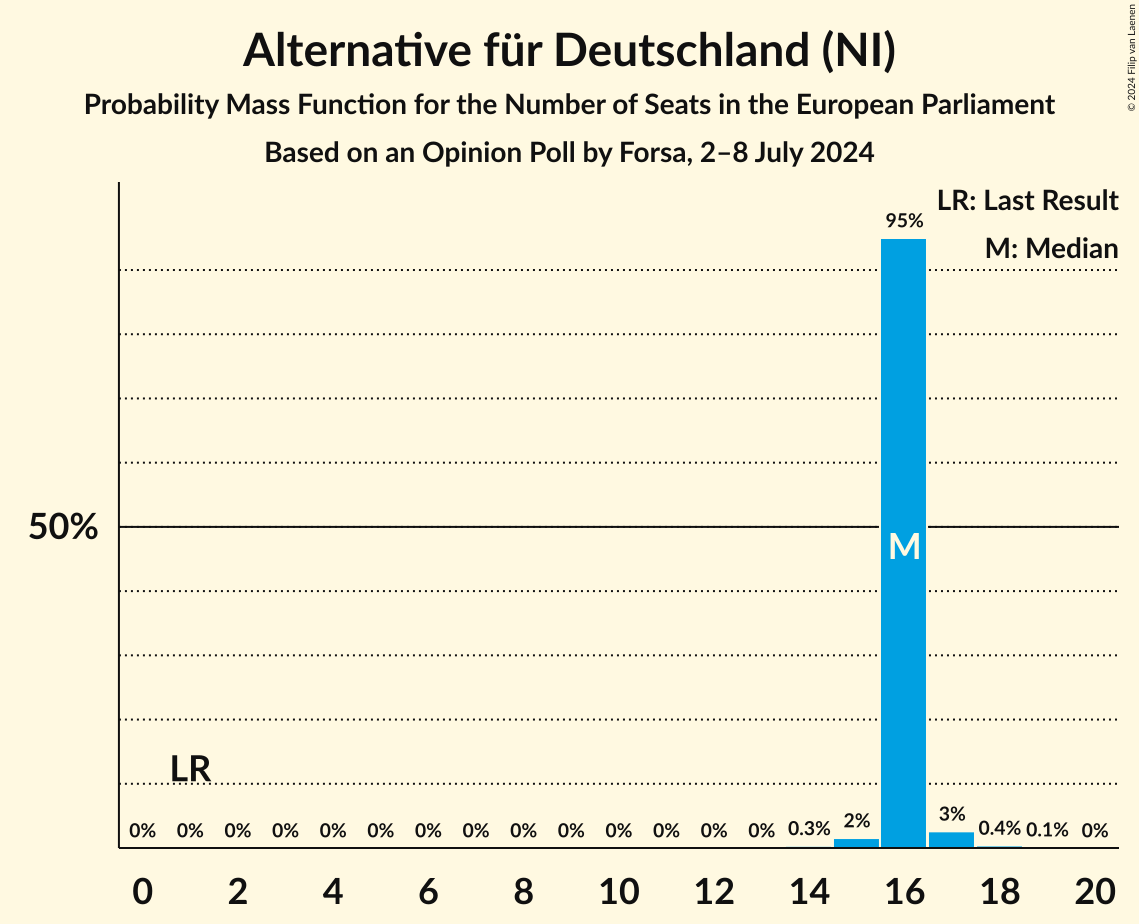 Alternative für Deutschland (NI)
Probability Mass Function for the Number of Seats in the European Parliament
Based on an Opinion Poll by Forsa, 2–8 July 2024
© 2024 Filip van Laenen
LR: Last Result
M: Median
95%
50%
M
LR
0% 0% 0% 0% 0% 0% 0% 0% 0% 0% 0% 0% 0% 0% 0.3% 2% 3% 0.4% 0.1% 0%
0 2 4 6 8 10 12 14 16 18 20